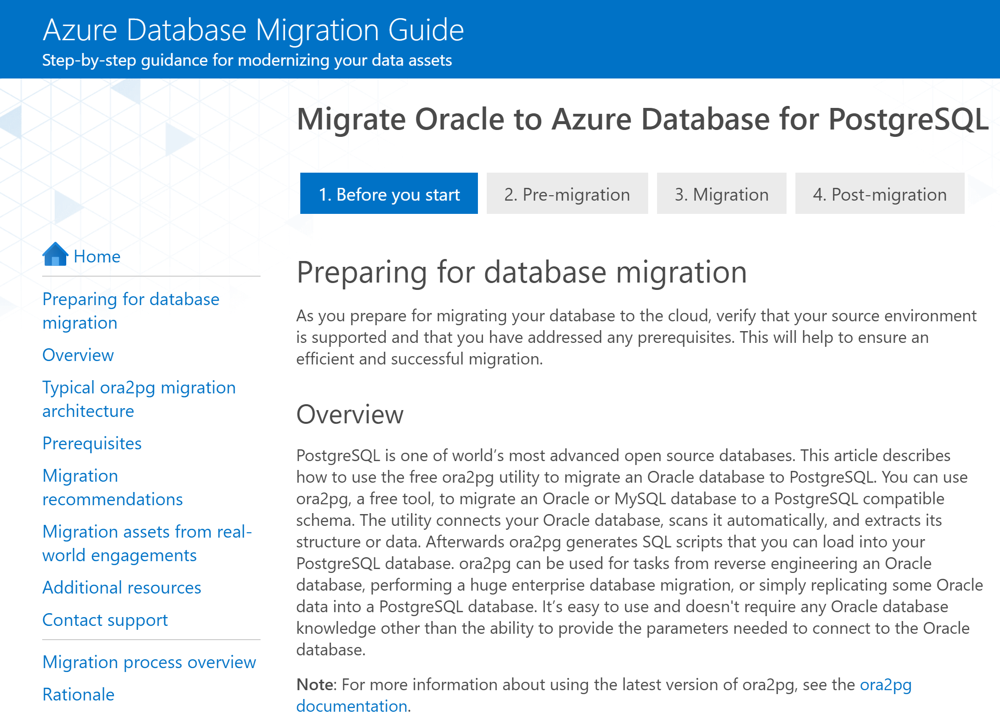 Azure Database Migration Guide
Step-by-step guidance for modernizing your data assets
Migrate Oracle to Azure Database for PostgreSQL
1. Before you start
2. Pre-migration
3. Migration
4. Post-migration
Home
Preparing for database
migration
Overview
Typical ora2pg migration
architecture
Prerequisites
Migration
recommendations
Migration assets from real-
world engagements
Additional resources
Contact support
Migration process overview
Rationale
Preparing for database migration
As you prepare for migrating your database to the cloud, verify that your source environment
is supported and that you have addressed any prerequisites. This will help to ensure an
efficient and successful migration.
Overview
PostgreSQL is one of world’s most advanced open source databases. This article describes
how to use the free ora2pg utility to migrate an Oracle database to PostgreSQL. You can use
ora2pg, a free tool, to migrate an Oracle or MySQL database to a PostgreSQL compatible
schema. The utility connects your Oracle database, scans it automatically, and extracts its
structure or data. Afterwards ora2pg generates SQL scripts that you can load into your
PostgreSQL database. ora2pg can be used for tasks from reverse engineering an Oracle
database, performing a huge enterprise database migration, or simply replicating some Oracle
data into a PostgreSQL database. It’s easy to use and doesn't require any Oracle database
knowledge other than the ability to provide the parameters needed to connect to the Oracle
database.
Note: For more information about using the latest version of ora2pg, see the ora2pg
documentation.